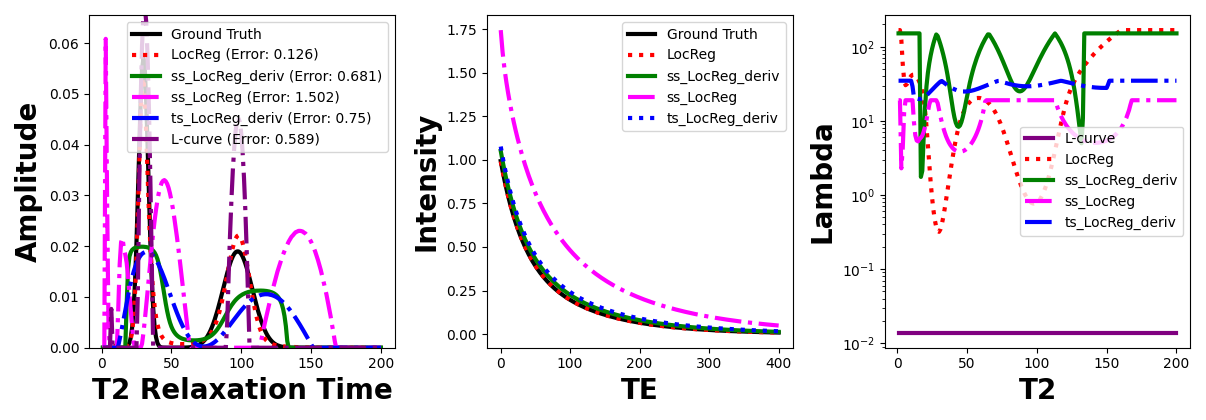 Ground Truth
LocReg (Error: 0.126)
ss_LocReg_deriv (Error: 0.681)
ss_LocReg (Error: 1.502)
ts_LocReg_deriv (Error: 0.75)
L-curve (Error: 0.589)
0.06
0.05
0.04
0.03
0.02
0.01
0.00
0 50 100 150 200
Amplitude
T2 Relaxation Time
Ground Truth
LocReg
ss_LocReg_deriv
ss_LocReg
ts_LocReg_deriv
1.75
1.50
1.25
1.00
0.75
0.50
0.25
0.00
0 100 200 300 400
Intensity
TE
L-curve
LocReg
ss_LocReg_deriv
ss_LocReg
ts_LocReg_deriv
10²
10¹
10⁰
10⁻¹
10⁻²
0 50 100 150 200
Lambda
T2